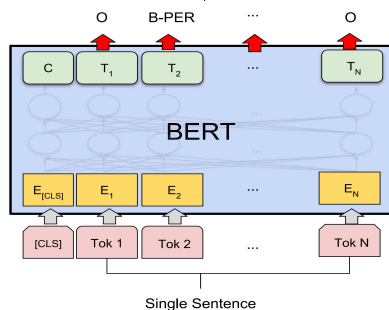 O B-PER ... O
C T1 T2 ... TN
BERT
E[CLS] E1 E2 ... EN
[CLS] Tok 1 Tok 2 ... Tok N
Single Sentence